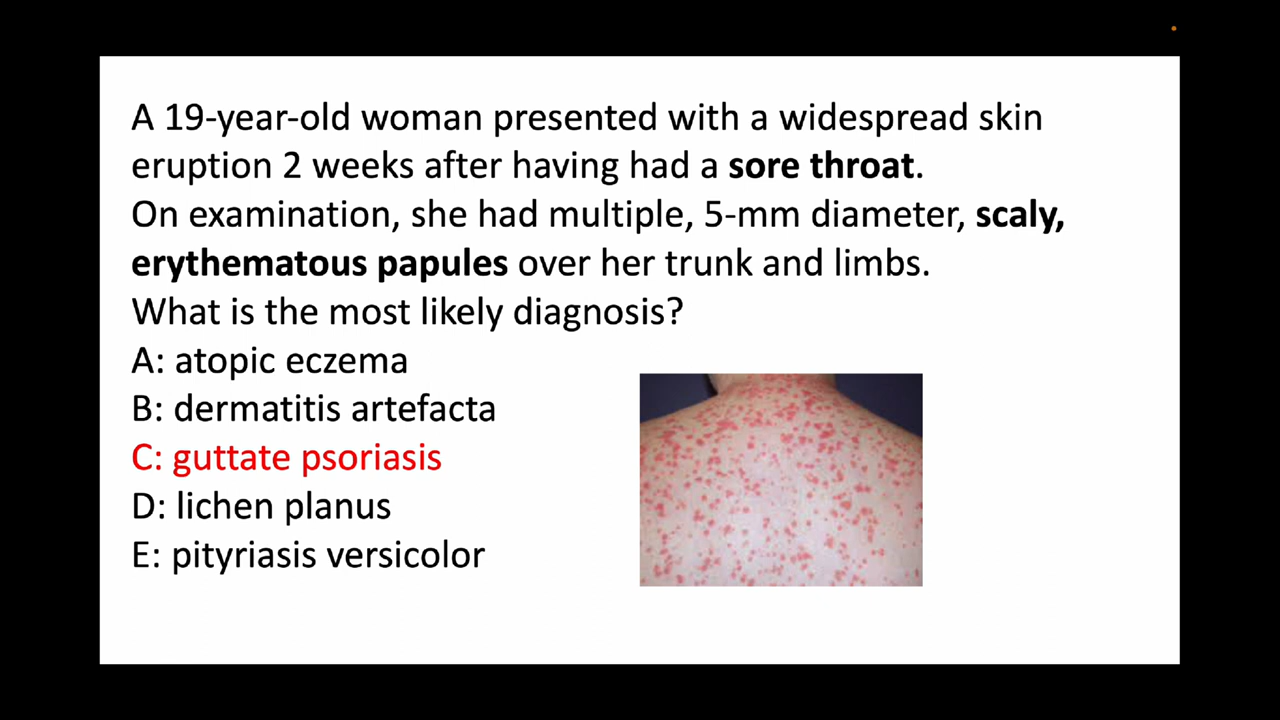 A 19-year-old woman presented with a widespread skin
eruption 2 weeks after having had a sore throat.
On examination, she had multiple, 5-mm diameter, scaly,
erythematous papules over her trunk and limbs.
What is the most likely diagnosis?
A: atopic eczema
B: dermatitis artefacta
C: guttate psoriasis
D: lichen planus
E: pityriasis versicolor